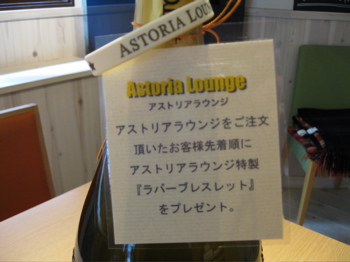 ASTORIA LOU
Astoria Lounge
アストリアラウンジ
アストリアラウンジをご注文
頂いたお客様先着順に
アストリアラウンジ特製
『ラバーブレスレット』
をプレゼント。